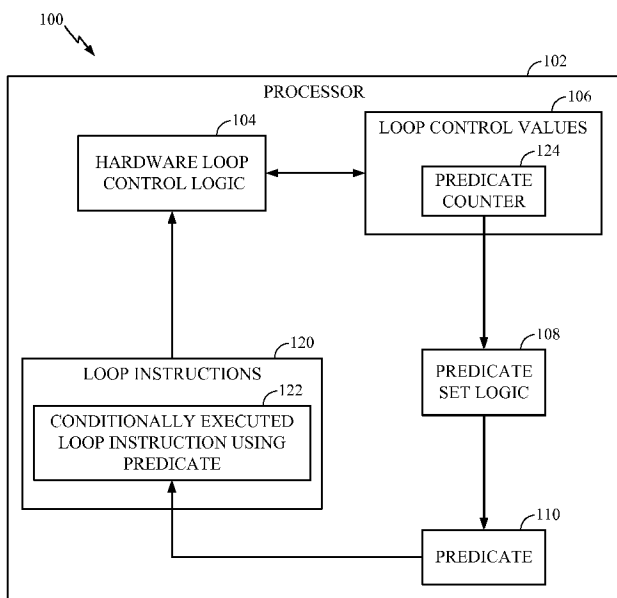 100
102
PROCESSOR
104
HARDWARE LOOP
CONTROL LOGIC
106
LOOP CONTROL VALUES
124
PREDICATE
COUNTER
120
LOOP INSTRUCTIONS
122
CONDITIONALLY EXECUTED
LOOP INSTRUCTION USING
PREDICATE
108
PREDICATE
SET LOGIC
110
PREDICATE